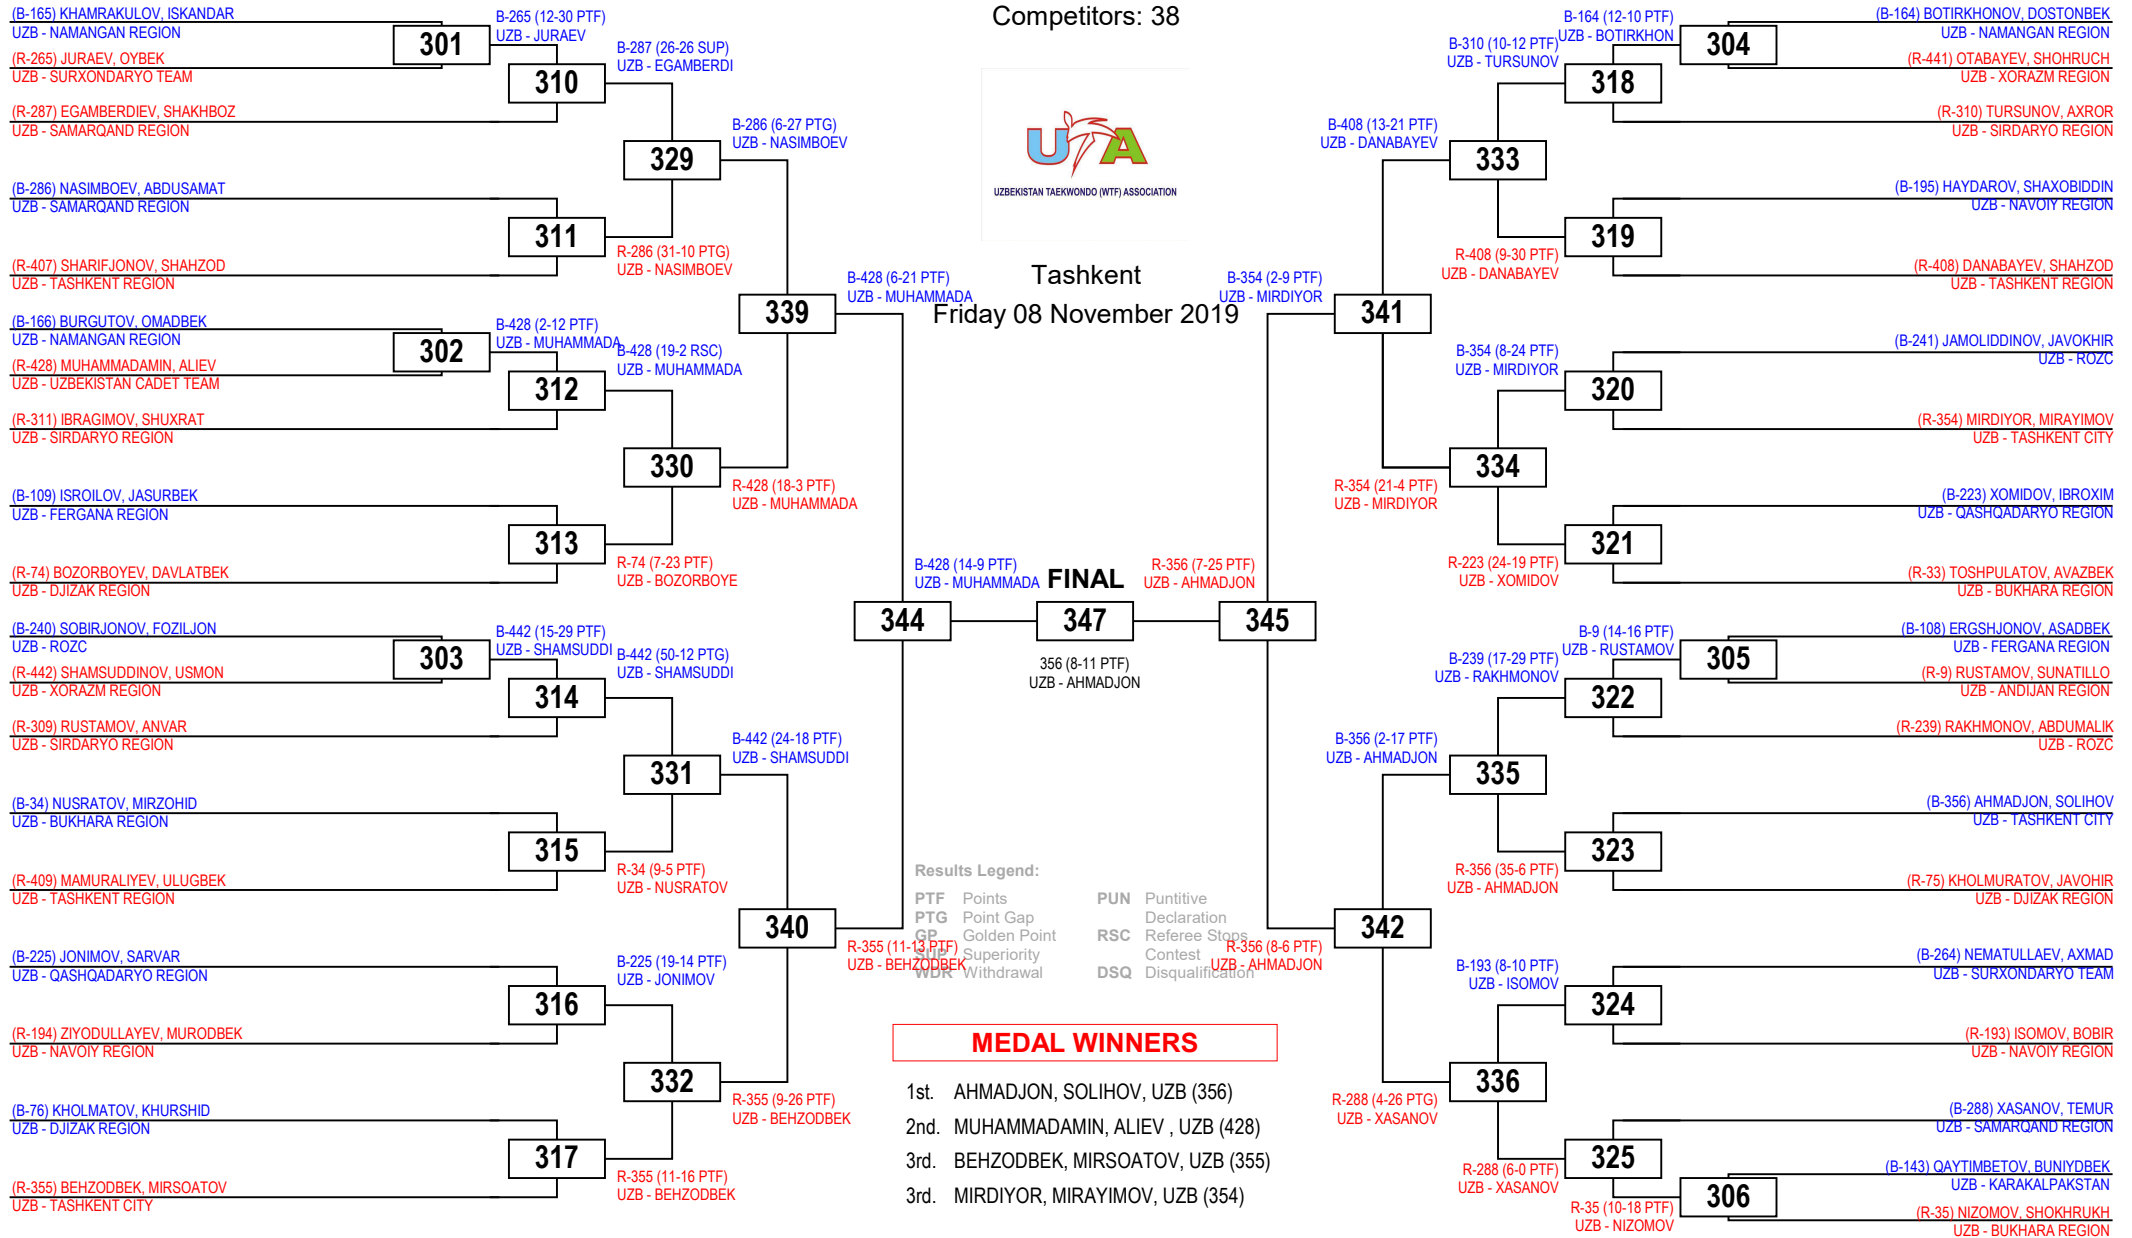 Competitors: 38
UTA
UZBEKISTAN TAEKWONDO (WTF) ASSOCIATION
Tashkent
Friday 08 November 2019
(B-165) KHAMRAKULOV, ISKANDAR
UZB - NAMANGAN REGION
(R-265) JURAEV, OYBEK
UZB - SURXONDARYO TEAM
(R-287) EGAMBERDIEV, SHAKHBOZ
UZB - SAMARQAND REGION
(B-286) NASIMBOEV, ABDUSAMAT
UZB - SAMARQAND REGION
(R-407) SHARIFJONOV, SHAHZOD
UZB - TASHKENT REGION
(B-166) BURGUTOV, OMADBEK
UZB - NAMANGAN REGION
(R-428) MUHAMMADAMIN, ALIEV
UZB - UZBEKISTAN CADET TEAM
(R-311) IBRAGIMOV, SHUXRAT
UZB - SIRDARYO REGION
(B-109) ISROILOV, JASURBEK
UZB - FERGANA REGION
(R-74) BOZORBOYEV, DAVLATBEK
UZB - DJIZAK REGION
(B-240) SOBIRJONOV, FOZILJON
UZB - ROZC
(R-442) SHAMSUDDINOV, USMON
UZB - XORAZM REGION
(R-309) RUSTAMOV, ANVAR
UZB - SIRDARYO REGION
(B-34) NUSRATOV, MIRZOHID
UZB - BUKHARA REGION
(R-409) MAMURALIYEV, ULUGBEK
UZB - TASHKENT REGION
(B-225) JONIMOV, SARVAR
UZB - QASHQADARYO REGION
(R-194) ZIYODULLAYEV, MURODBEK
UZB - NAVOIY REGION
(B-76) KHOLMATOV, KHURSHID
UZB - DJIZAK REGION
(R-355) BEHZODBEK, MIRSOATOV
UZB - TASHKENT CITY
301
302
303
B-265 (12-30 PTF)
UZB - JURAEV
B-428 (2-12 PTF)
UZB - MUHAMMADA
B-442 (15-29 PTF)
UZB - SHAMSUDDI
310
311
312
313
314
315
316
317
B-287 (26-26 SUP)
UZB - EGAMBERDI
R-286 (31-10 PTG)
UZB - NASIMBOEV
B-428 (19-2 RSC)
UZB - MUHAMMADA
R-74 (7-23 PTF)
UZB - BOZORBOYE
B-442 (50-12 PTG)
UZB - SHAMSUDDI
R-34 (9-5 PTF)
UZB - NUSRATOV
B-225 (19-14 PTF)
UZB - JONIMOV
R-355 (11-16 PTF)
UZB - BEHZODBEK
329
330
331
332
B-286 (6-27 PTG)
UZB - NASIMBOEV
R-428 (18-3 PTF)
UZB - MUHAMMADA
B-442 (24-18 PTF)
UZB - SHAMSUDDI
R-355 (9-26 PTF)
UZB - BEHZODBEK
339
340
B-428 (6-21 PTF)
UZB - MUHAMMADA
R-355 (11-13 PTF)
UZB - BEHZODBEK
344
B-428 (14-9 PTF)
UZB - MUHAMMADA
FINAL
347
356 (8-11 PTF)
UZB - AHMADJON
R-356 (7-25 PTF)
UZB - AHMADJON
345
B-354 (2-9 PTF)
UZB - MIRDIYOR
R-356 (8-6 PTF)
UZB - AHMADJON
341
342
B-408 (13-21 PTF)
UZB - DANABAYEV
R-354 (21-4 PTF)
UZB - MIRDIYOR
B-356 (2-17 PTF)
UZB - AHMADJON
R-288 (4-26 PTG)
UZB - XASANOV
333
334
335
336
B-310 (10-12 PTF)
UZB - TURSUNOV
R-408 (9-30 PTF)
UZB - DANABAYEV
B-354 (8-24 PTF)
UZB - MIRDIYOR
R-223 (24-19 PTF)
UZB - XOMIDOV
B-239 (17-29 PTF)
UZB - RAKHMONOV
R-356 (35-6 PTF)
UZB - AHMADJON
B-193 (8-10 PTF)
UZB - ISOMOV
R-288 (6-0 PTF)
UZB - XASANOV
318
319
320
321
322
323
324
325
B-164 (12-10 PTF)
UZB - BOTIRKHON
B-9 (14-16 PTF)
UZB - RUSTAMOV
R-35 (10-18 PTF)
UZB - NIZOMOV
304
305
306
(B-164) BOTIRKHONOV, DOSTONBEK
UZB - NAMANGAN REGION
(R-441) OTABAYEV, SHOHRUCH
UZB - XORAZM REGION
(R-310) TURSUNOV, AXROR
UZB - SIRDARYO REGION
(B-195) HAYDAROV, SHAXOBIDDIN
UZB - NAVOIY REGION
(R-408) DANABAYEV, SHAHZOD
UZB - TASHKENT REGION
(B-241) JAMOLIDDINOV, JAVOKHIR
UZB - ROZC
(R-354) MIRDIYOR, MIRAYIMOV
UZB - TASHKENT CITY
(B-223) XOMIDOV, IBROXIM
UZB - QASHQADARYO REGION
(R-33) TOSHPULATOV, AVAZBEK
UZB - BUKHARA REGION
(B-108) ERGSHJONOV, ASADBEK
UZB - FERGANA REGION
(R-9) RUSTAMOV, SUNATILLO
UZB - ANDIJAN REGION
(R-239) RAKHMONOV, ABDUMALIK
UZB - ROZC
(B-356) AHMADJON, SOLIHOV
UZB - TASHKENT CITY
(R-75) KHOLMURATOV, JAVOHIR
UZB - DJIZAK REGION
(B-264) NEMATULLAEV, AXMAD
UZB - SURXONDARYO TEAM
(R-193) ISOMOV, BOBIR
UZB - NAVOIY REGION
(B-288) XASANOV, TEMUR
UZB - SAMARQAND REGION
(B-143) QAYTIMBETOV, BUNIYDBEK
UZB - KARAKALPAKSTAN
(R-35) NIZOMOV, SHOKHRUKH
UZB - BUKHARA REGION
Results Legend:
PTF Points
PTG Point Gap
GP Golden Point
SUP Superiority
WDR Withdrawal
PUN Puntitive
Declaration
RSC Referee Stops
Contest
DSQ Disqualification
MEDAL WINNERS
1st. AHMADJON, SOLIHOV, UZB (356)
2nd. MUHAMMADAMIN, ALIEV , UZB (428)
3rd. BEHZODBEK, MIRSOATOV, UZB (355)
3rd. MIRDIYOR, MIRAYIMOV, UZB (354)